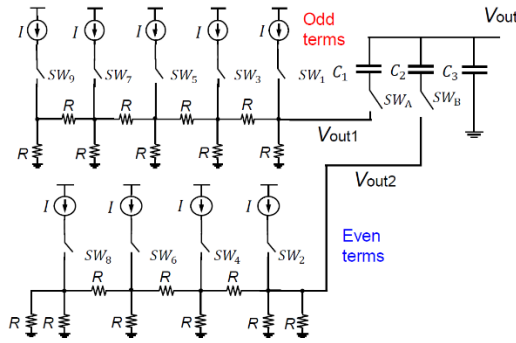 I I I I I Odd terms Vout
SW9 SW7 SW5 SW3 SW1 C1 C2 C3
SWA SWB
R R R R
Vout1
R R R R R
Vout2
I I I I
SW8 SW6 SW4 SW2 Even terms
R R R
R R R R R R